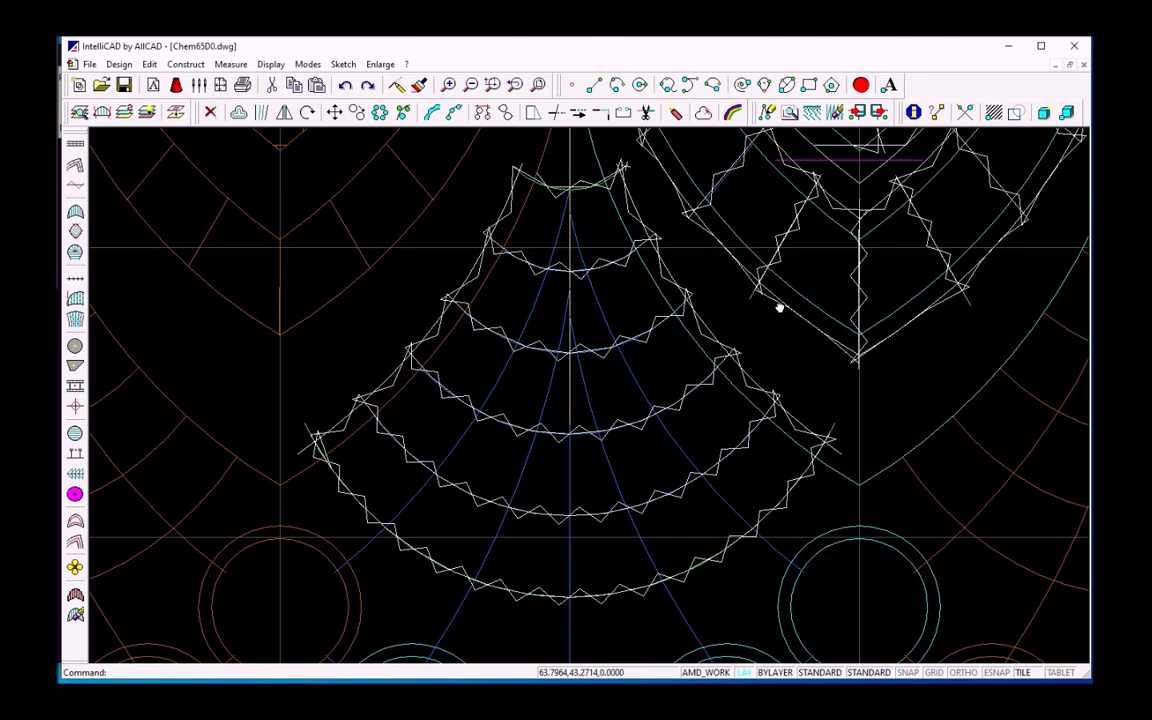 IntelliCAD by AllCAD - [Chem65D0.dwg]
File Design Edit Construct Measure Display Modes Sketch Enlarge ?
Command: 63.7964,43.2714,0.0000 AMD_WORK LAY BYLAYER STANDARD STANDARD SNAP GRID ORTHO ESNAP TILE TABLET